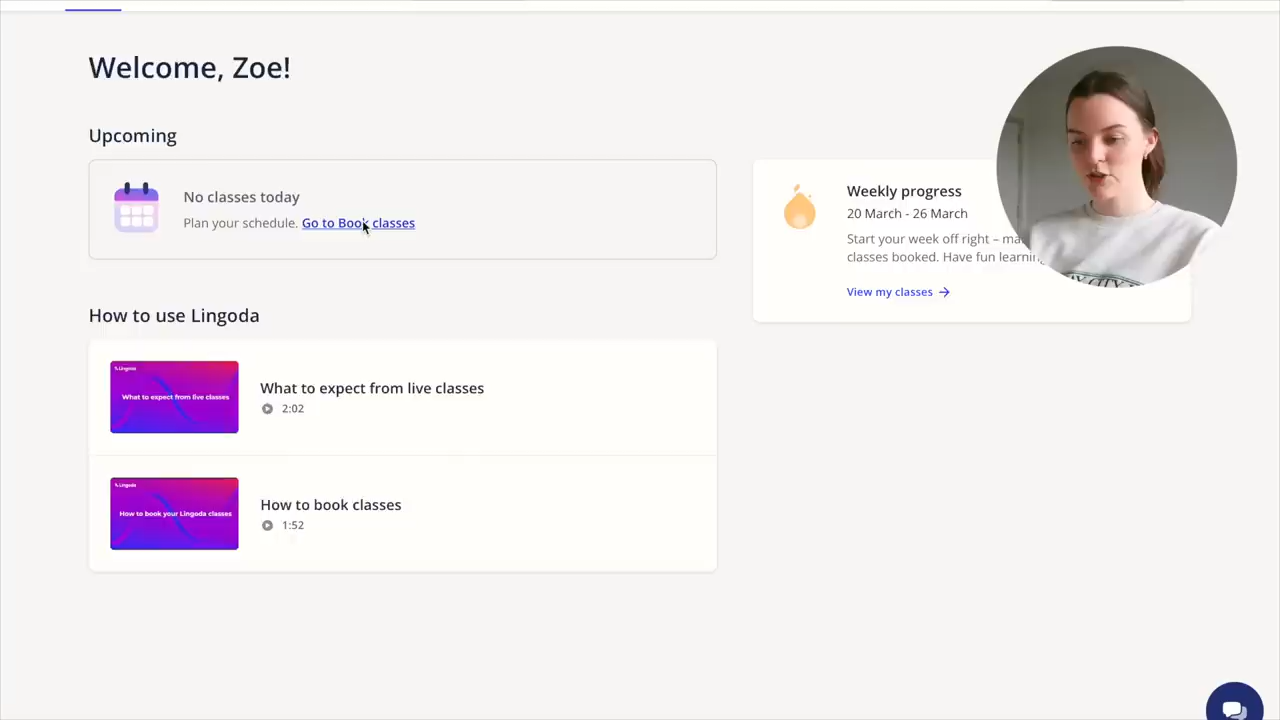 Welcome, Zoe!
Upcoming
No classes today
Plan your schedule. Go to Book classes
Weekly progress
20 March - 26 March
Start your week off right –
classes booked. Have fun
View my classes →
How to use Lingoda
Lingoda
What to expect from live classes
What to expect from live classes
2:02
Lingoda
How to book your Lingoda classes
How to book classes
1:52